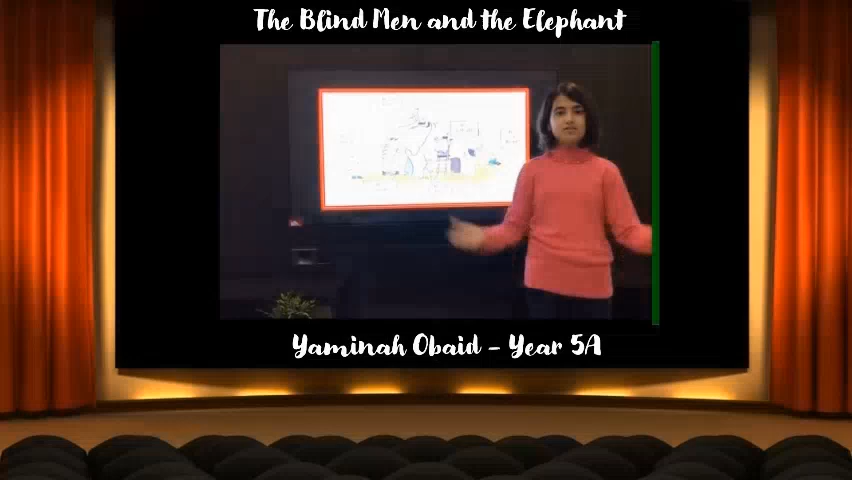 The Blind Men and the Elephant
Yaminah Obaid - Year 5A